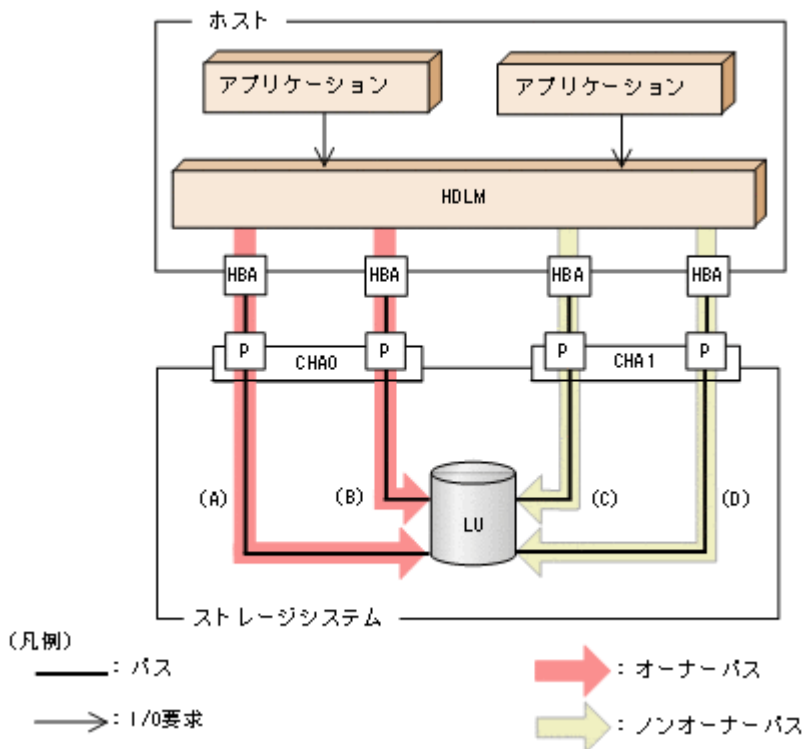 ホスト
アプリケーション
アプリケーション
HDLM
HBA
HBA
HBA
HBA
P
CHA0
P
P
CHA1
P
(A)
(B)
LU
(C)
(D)
ストレージシステム
(凡例)
：パス
：オーナーパス
：I/O要求
：ノンオーナーパス